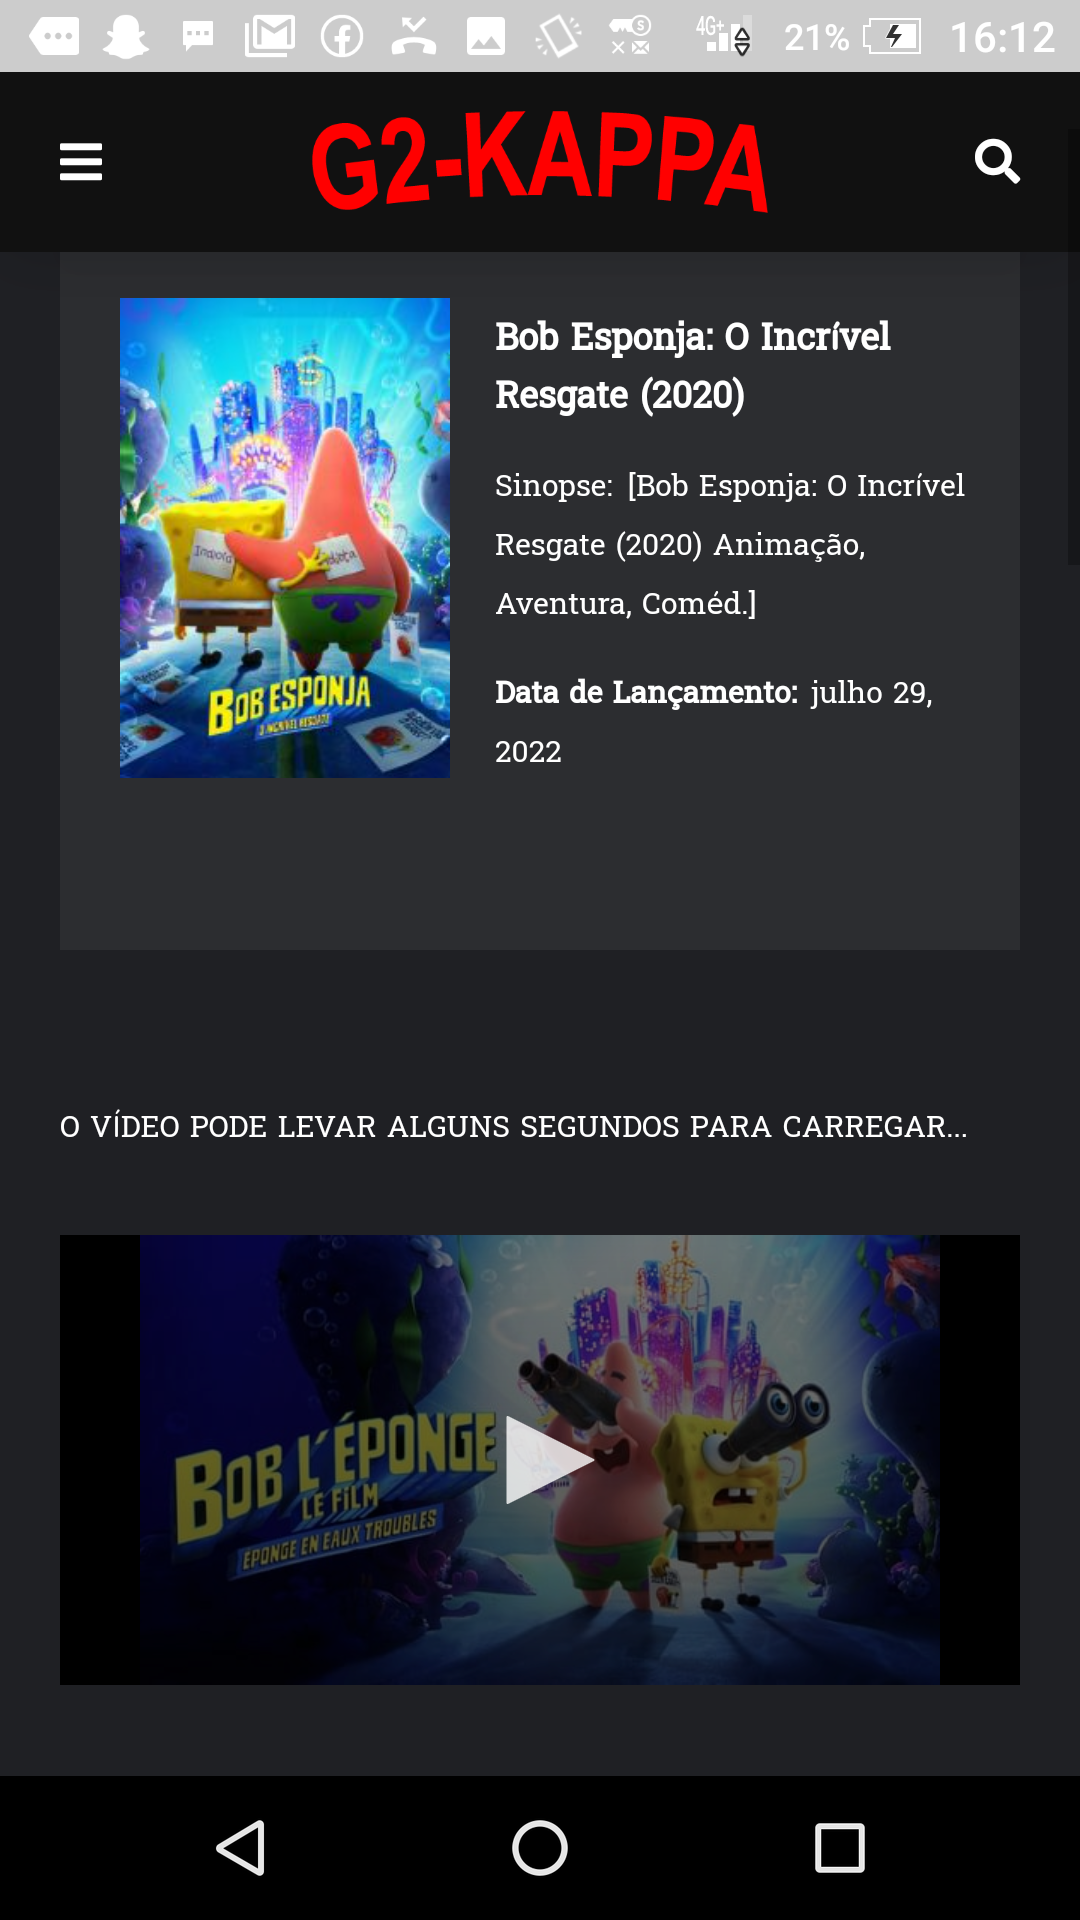 21% 16:12
G2-KAPPA
Bob Esponja: O Incrível
Resgate (2020)
Sinopse: [Bob Esponja: O Incrível
Resgate (2020) Animação,
Aventura, Coméd.]
Data de Lançamento: julho 29,
2022
BOB ESPONJA
O INCRÍVEL RESGATE
O VÍDEO PODE LEVAR ALGUNS SEGUNDOS PARA CARREGAR...
BOB L'ÉPONGE
LE FILM
ÉPONGE EN EAUX TROUBLES